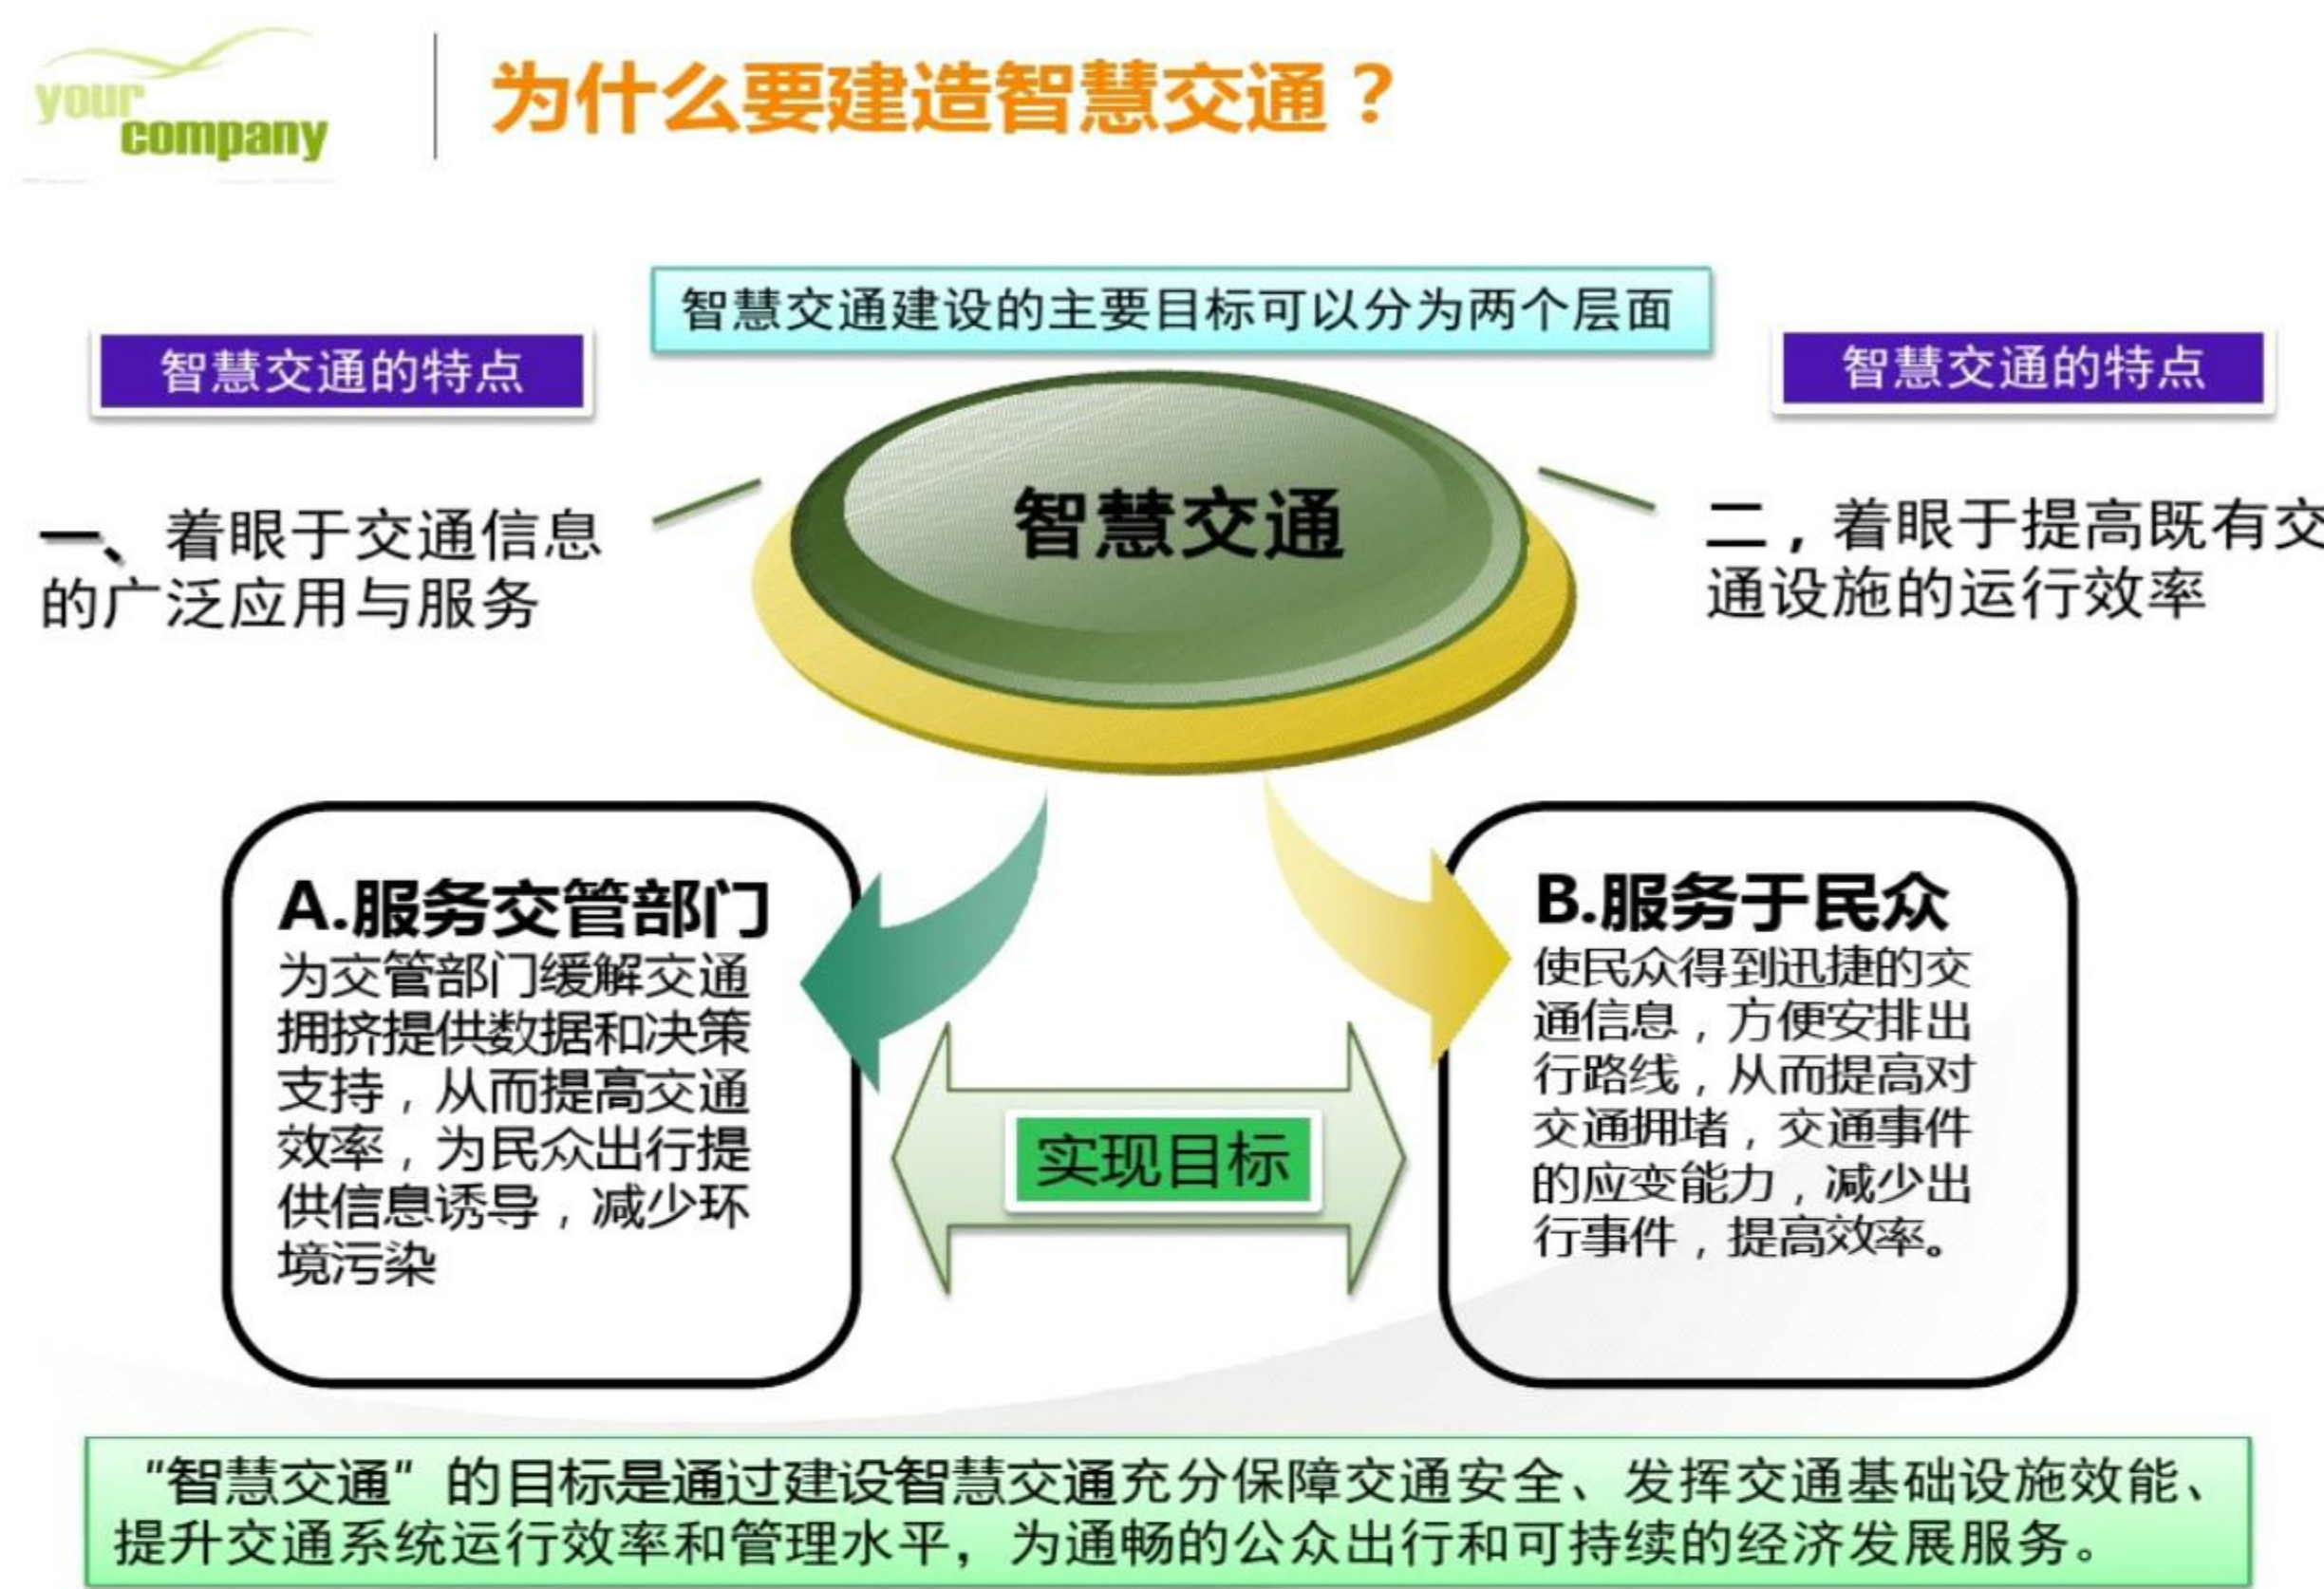 your
company
为什么要建造智慧交通？
智慧交通建设的主要目标可以分为两个层面
智慧交通的特点
智慧交通的特点
一、着眼于交通信息
的广泛应用与服务
智慧交通
二，着眼于提高既有交
通设施的运行效率
A.服务交管部门
为交管部门缓解交通
拥挤提供数据和决策
支持，从而提高交通
效率，为民众出行提
供信息诱导，减少环
境污染
实现目标
B.服务于民众
使民众得到迅捷的交
通信息，方便安排出
行路线，从而提高对
交通拥堵，交通事件
的应变能力，减少出
行事件，提高效率。
“智慧交通”的目标是通过建设智慧交通充分保障交通安全、发挥交通基础设施效能、
提升交通系统运行效率和管理水平，为通畅的公众出行和可持续的经济发展服务。